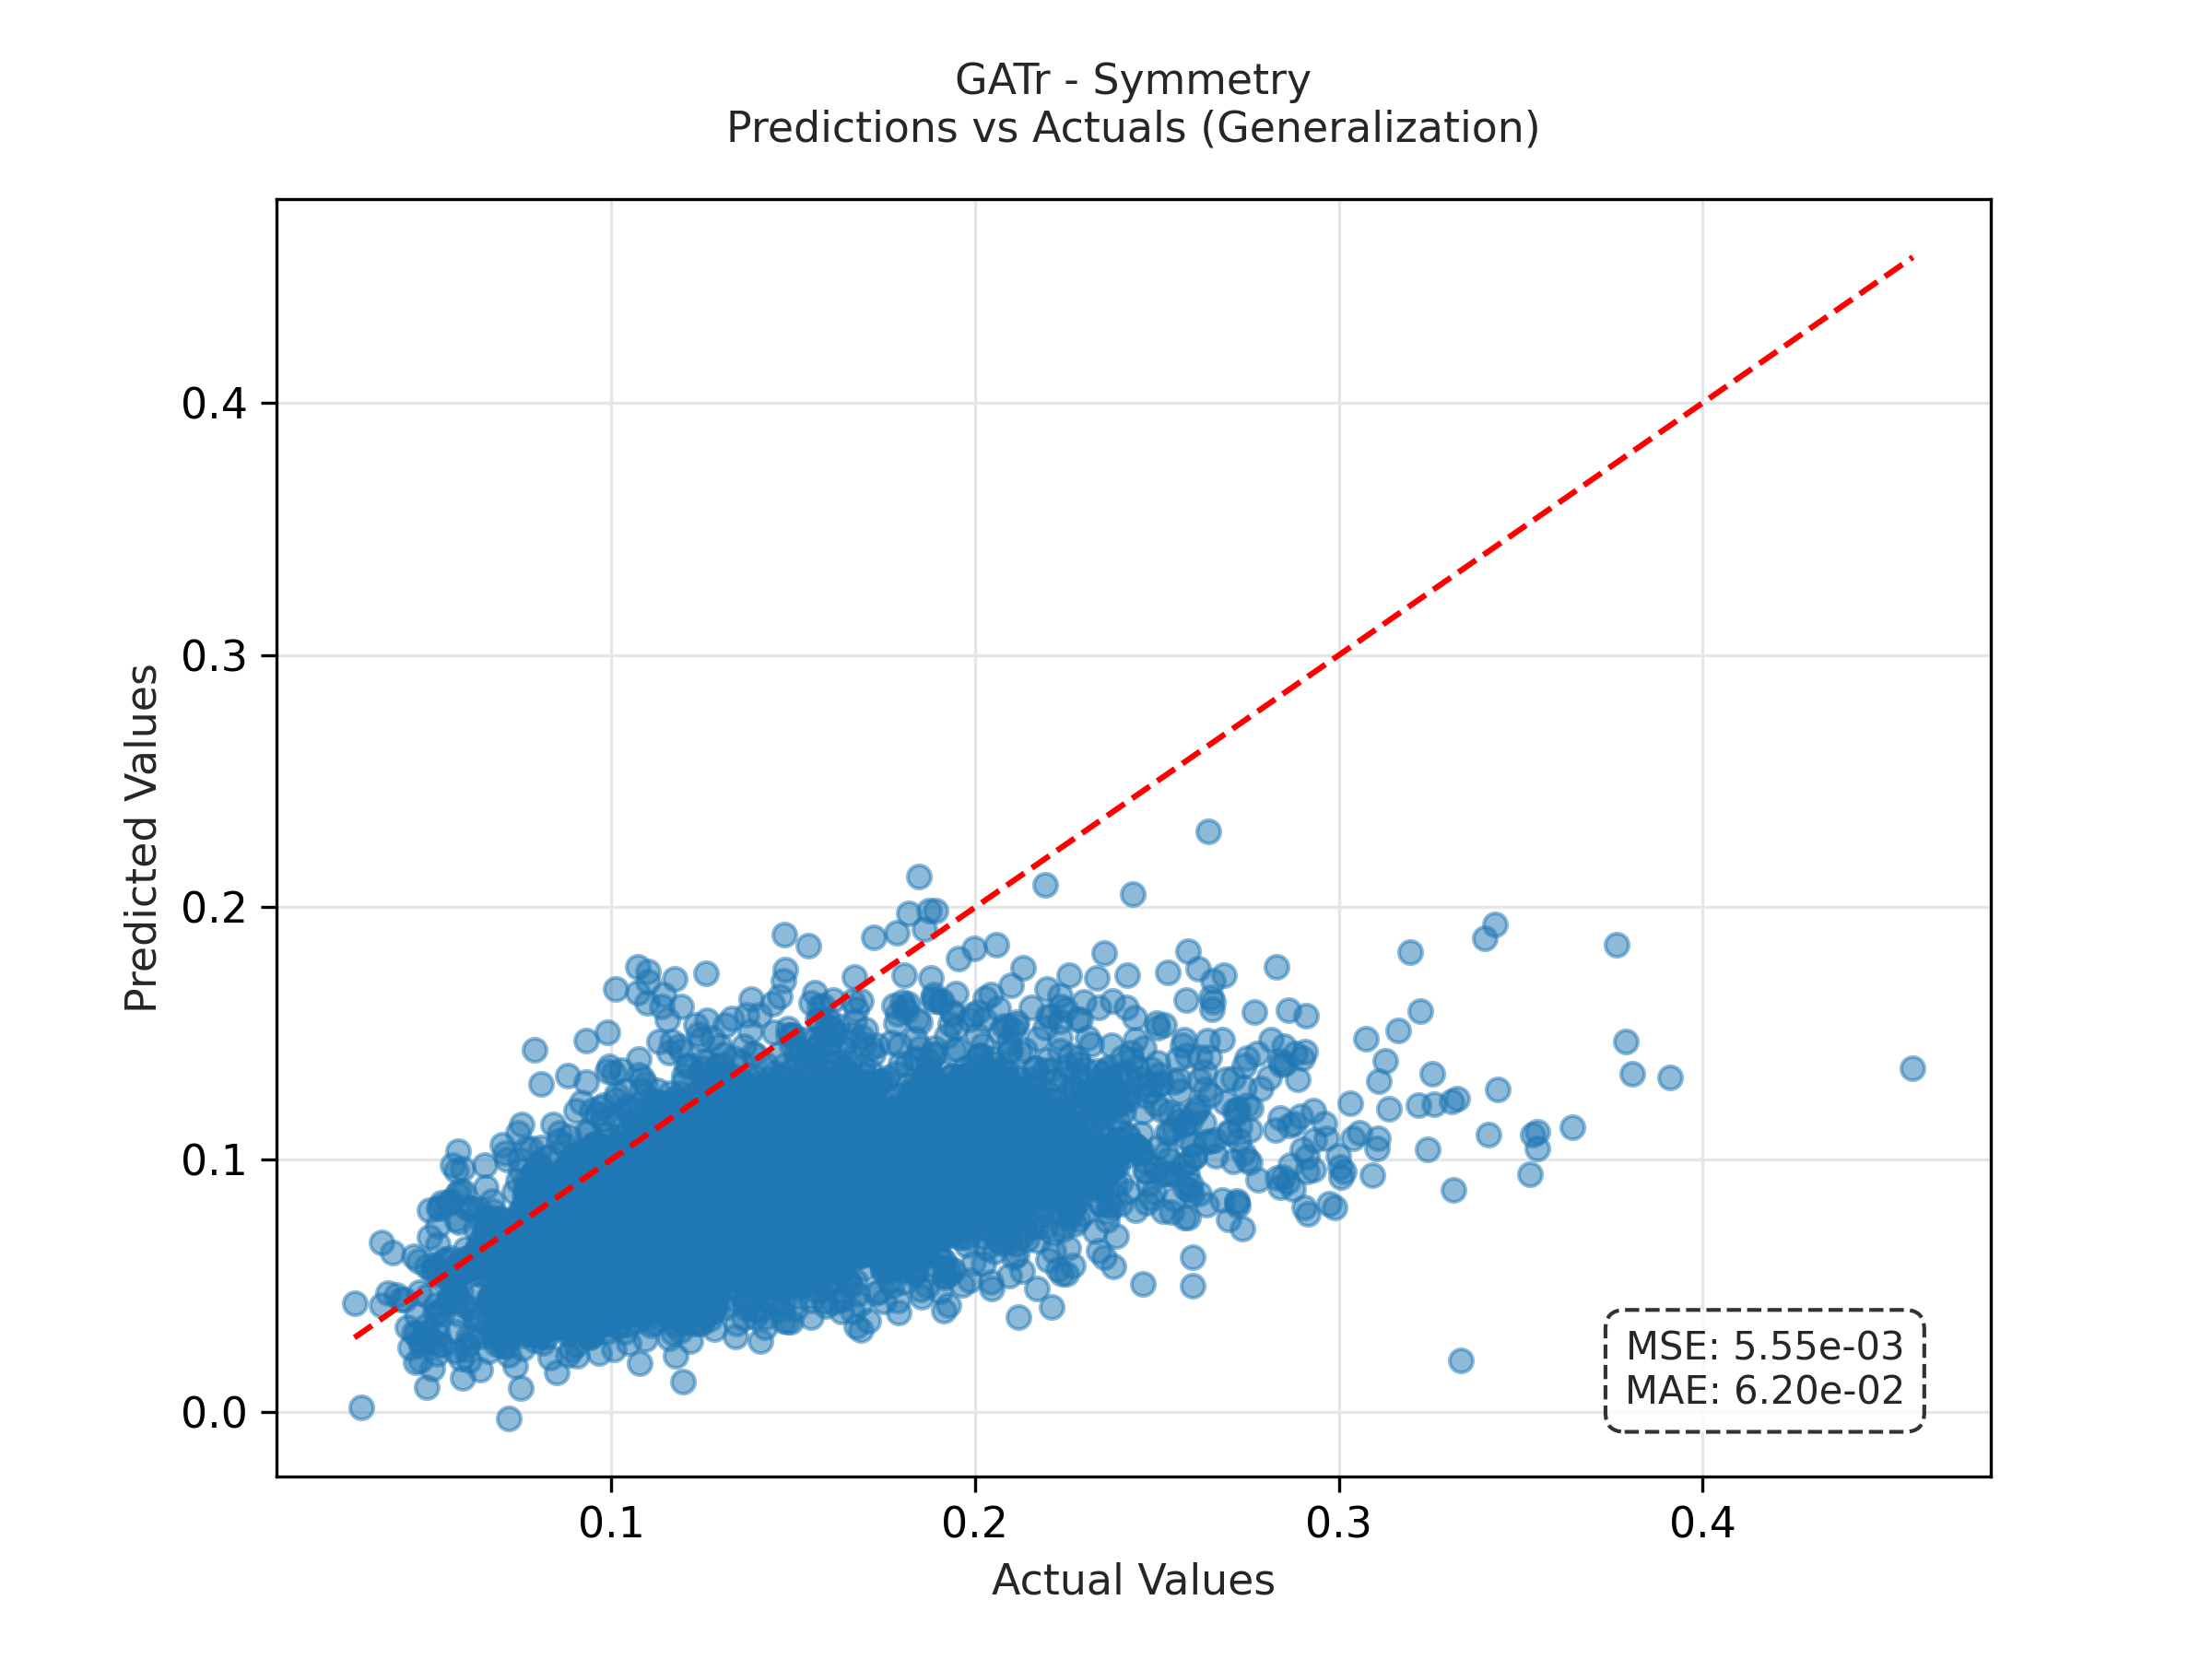 GATr - Symmetry
Predictions vs Actuals (Generalization)
Predicted Values
0.4
0.3
0.2
0.1
0.0
MSE: 5.55e-03
MAE: 6.20e-02
0.1
0.2
0.3
0.4
Actual Values